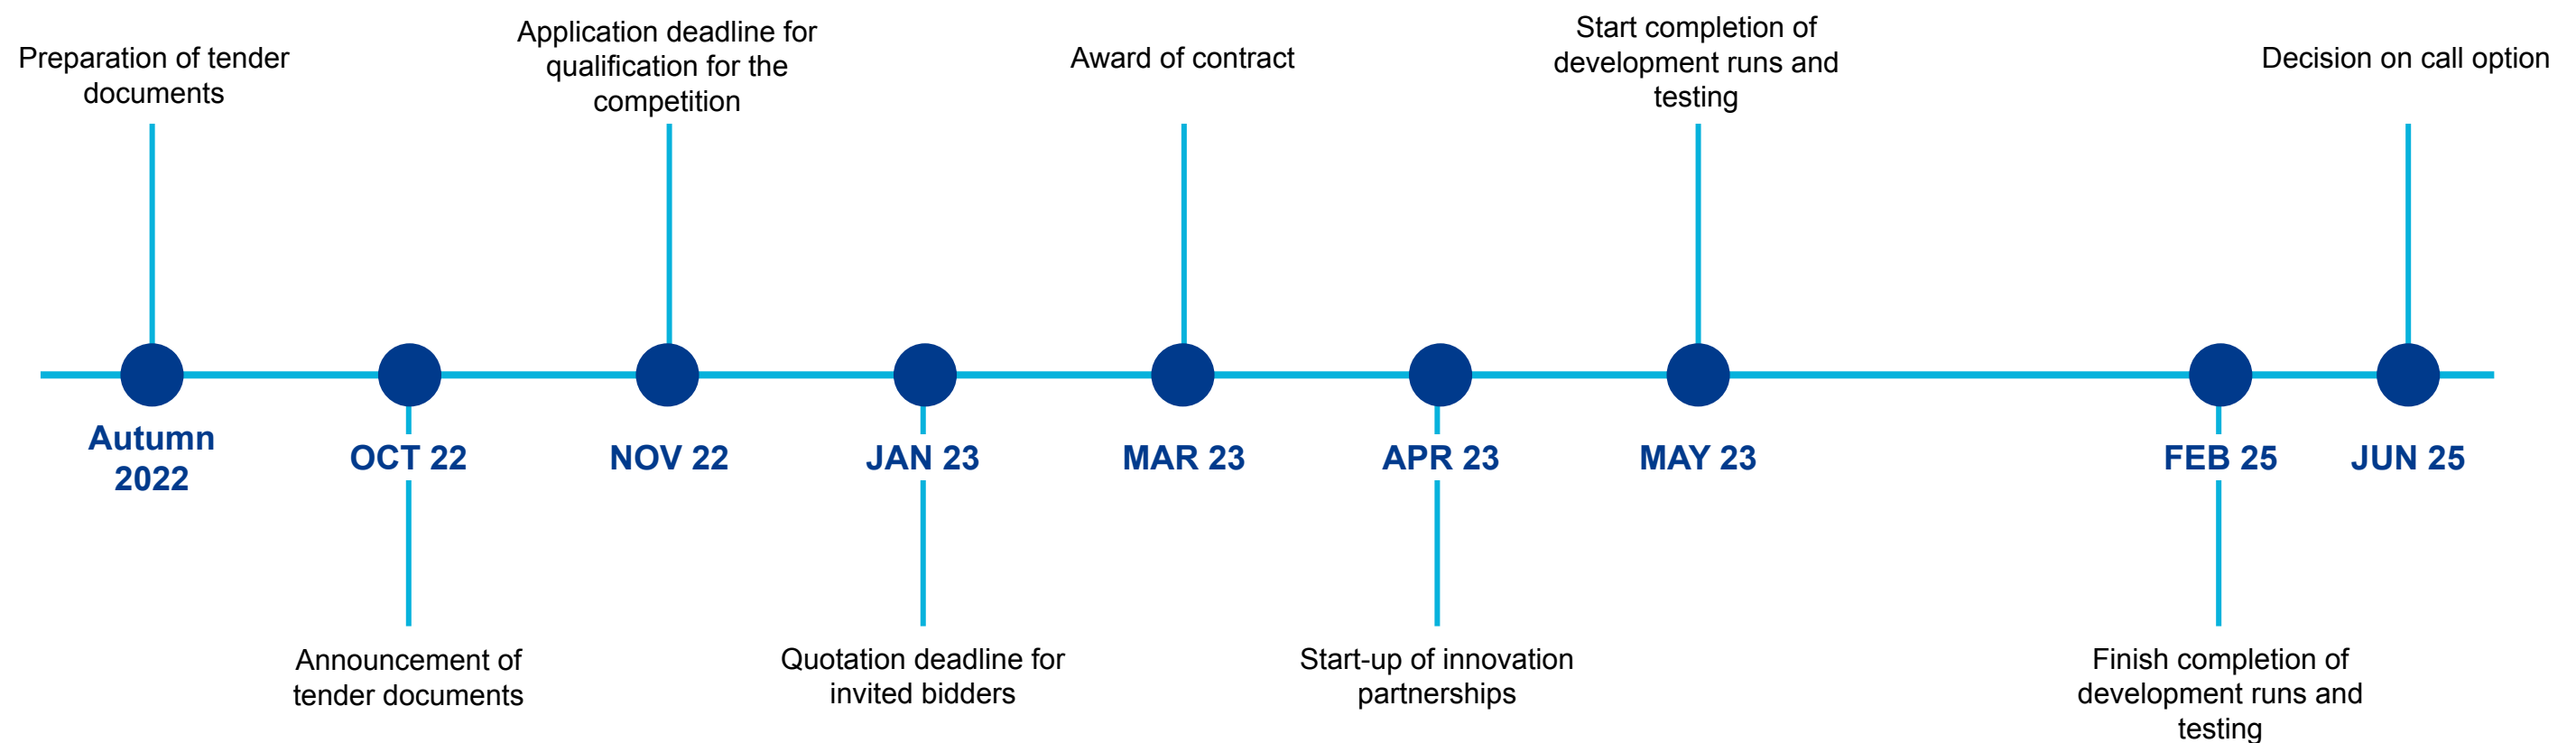 Preparation of tender
documents
Application deadline for
qualification for the
competition
Award of contract
Start completion of
development runs and
testing
Decision on call option
Autumn
2022
OCT 22
NOV 22
JAN 23
MAR 23
APR 23
MAY 23
FEB 25
JUN 25
Announcement of
tender documents
Quotation deadline for
invited bidders
Start-up of innovation
partnerships
Finish completion of
development runs and
testing